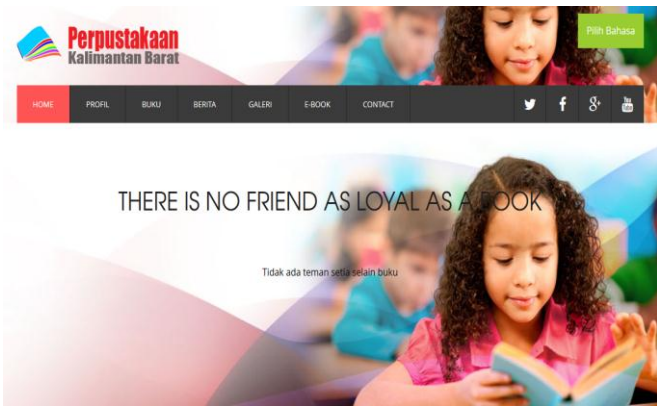 Perpustakaan
Kalimantan Barat
Pilih Bahasa
HOME PROFIL BUKU BERITA GALERI E-BOOK CONTACT
THERE IS NO FRIEND AS LOYAL AS A BOOK
Tidak ada teman setia selain buku